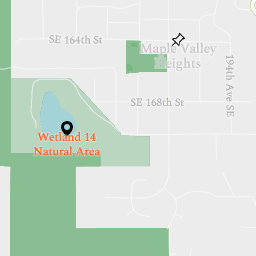 SE 164th St
Maple Valley
Heights
194th Ave SE
SE 168th St
Wetland 14
Natural Area